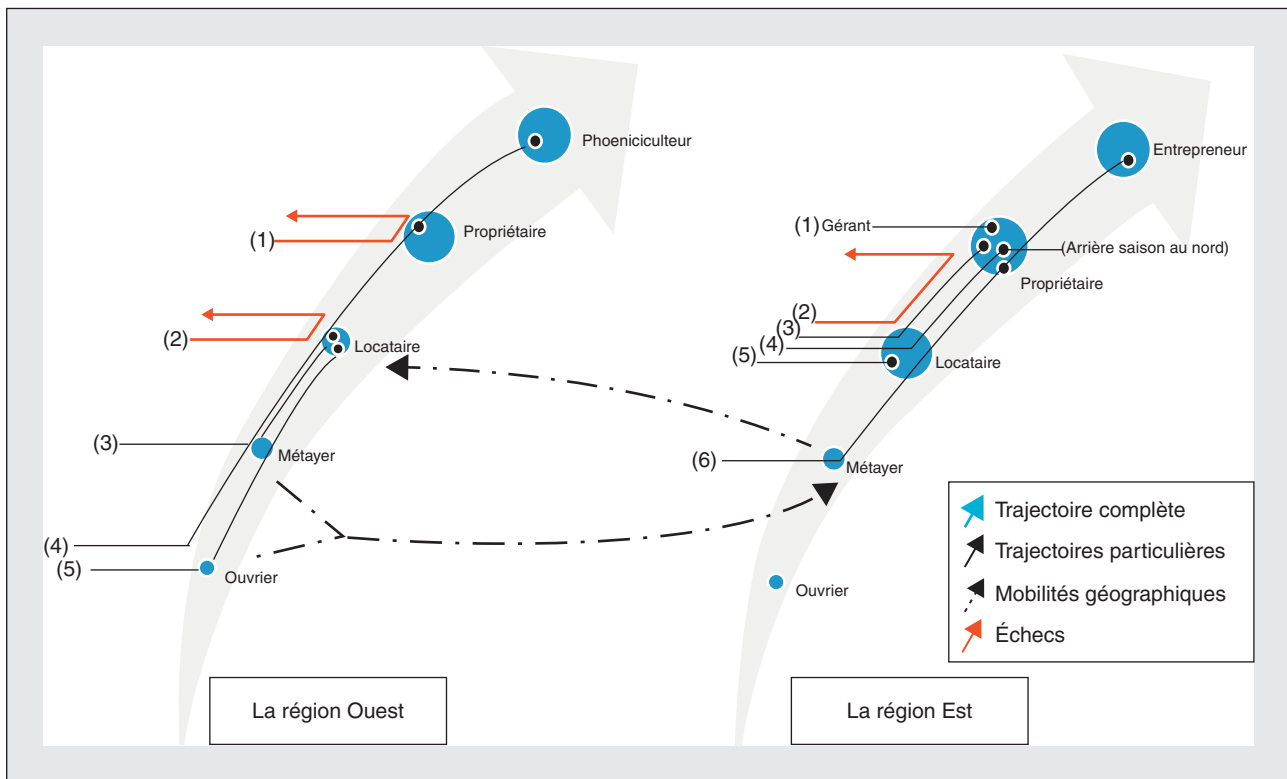 Phoeniciculteur
(1)
Propriétaire
(2)
Locataire
(3)
Métayer
(4)
(5)
Ouvrier
La région Ouest
Entrepreneur
(1) Gérant
(Arrière saison au nord)
Propriétaire
(2)
(3)
(4)
(5)
Locataire
(6)
Métayer
Ouvrier
La région Est
Trajectoire complète
Trajectoires particulières
Mobilités géographiques
Échecs